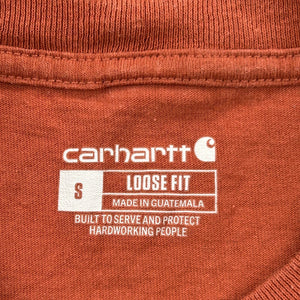 carhartt
S LOOSE FIT
MADE IN GUATEMALA
BUILT TO SERVE AND PROTECT
HARDWORKING PEOPLE